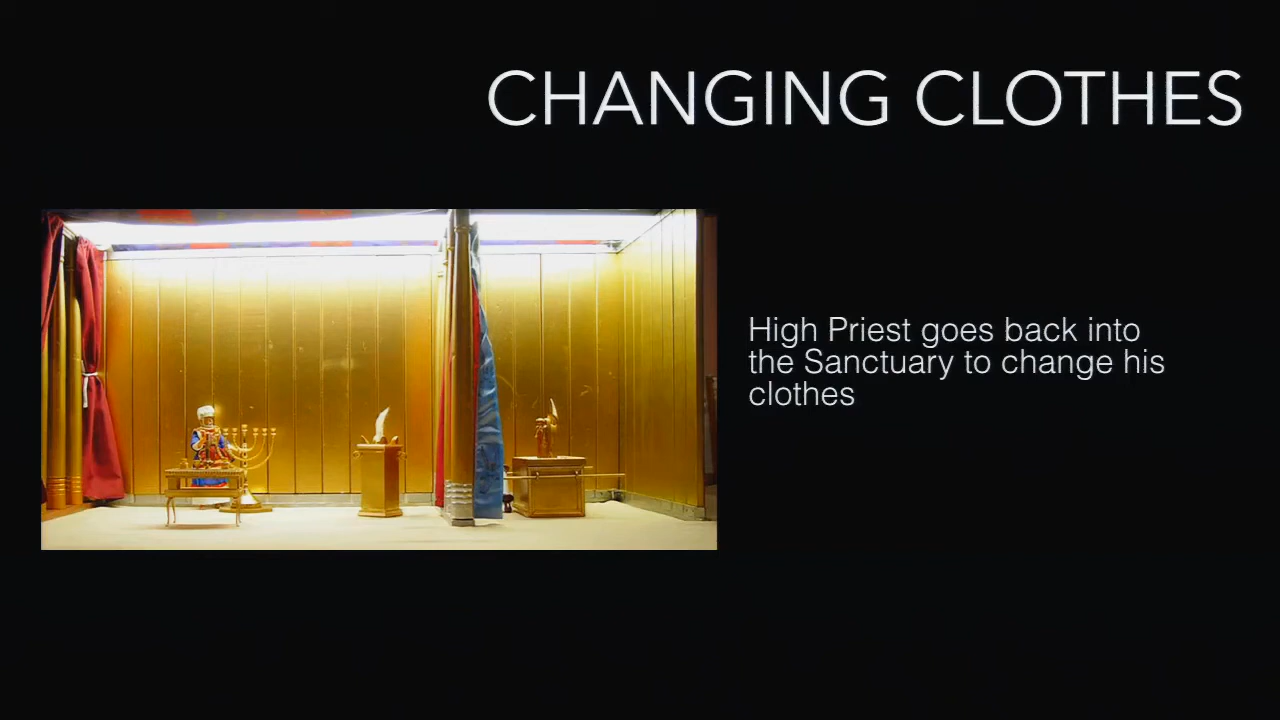 CHANGING CLOTHES
High Priest goes back into
the Sanctuary to change his
clothes